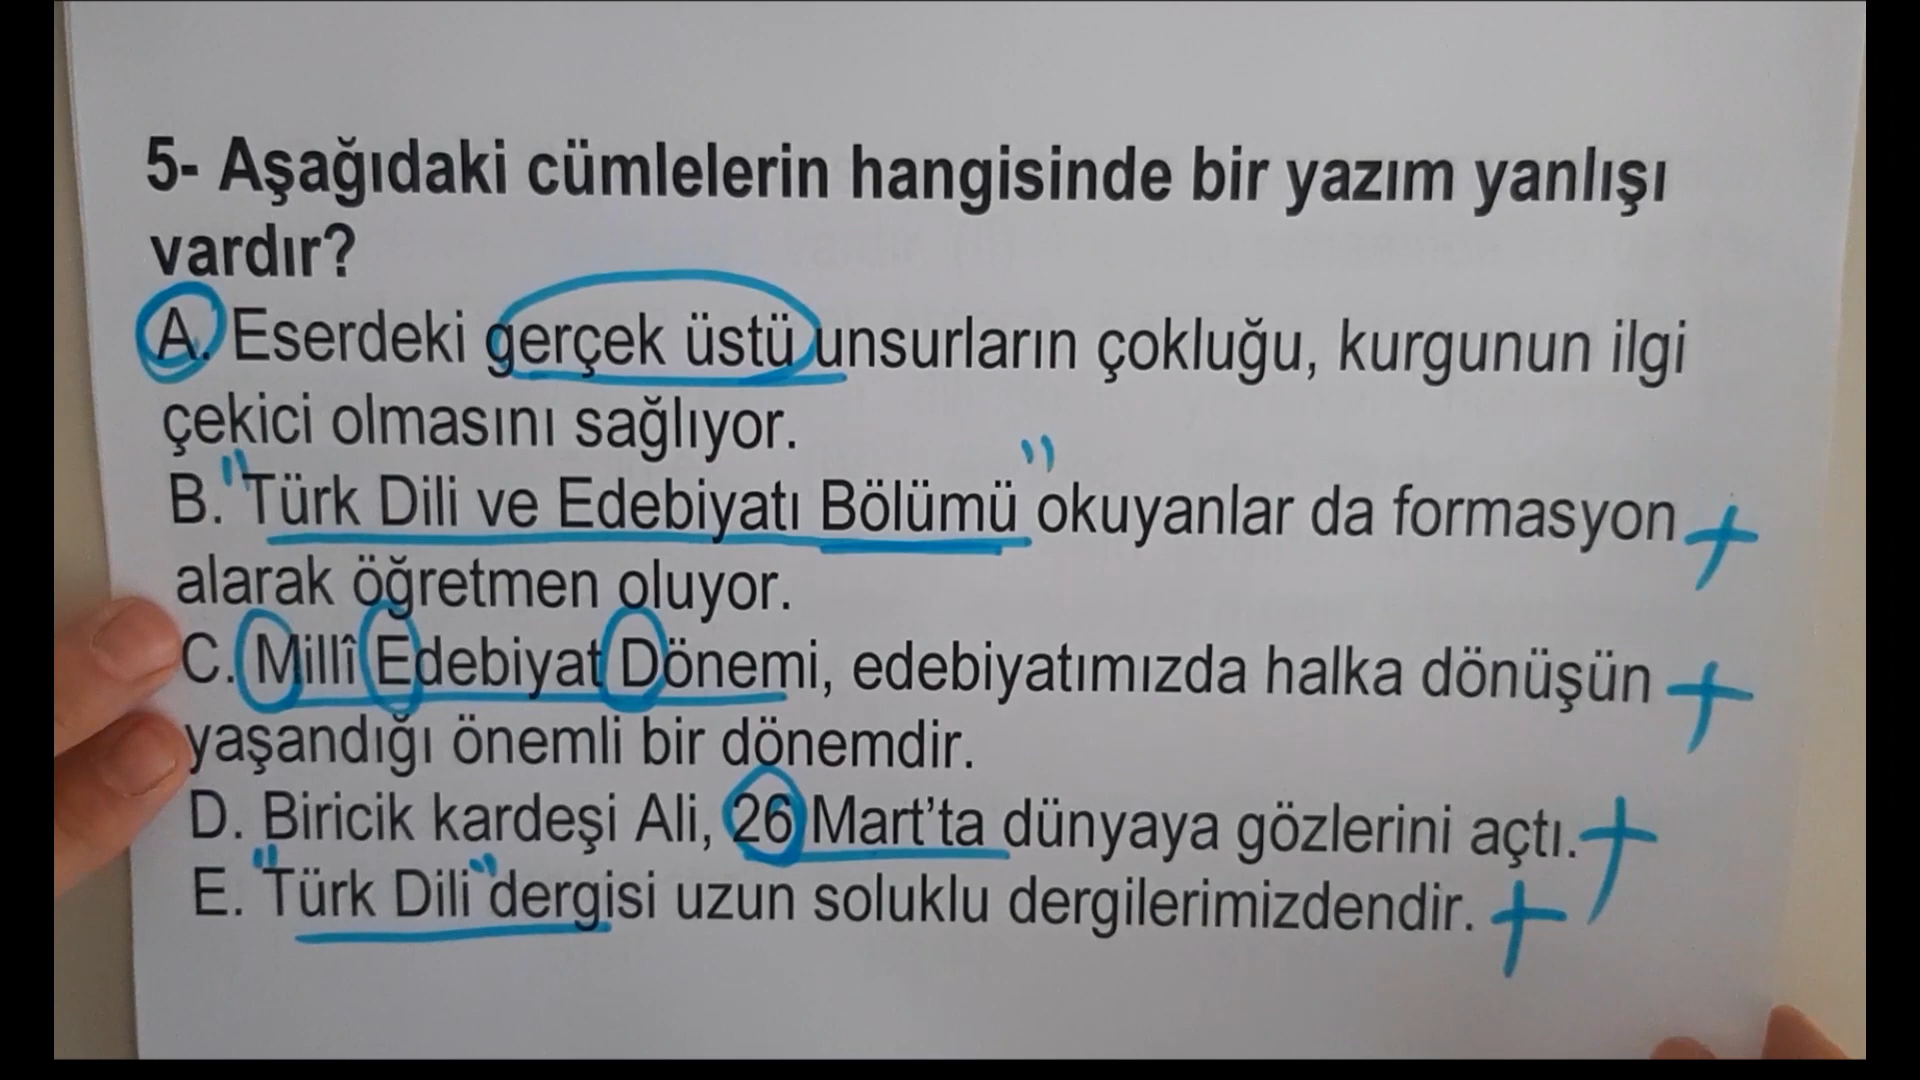 5- Aşağıdaki cümlelerin hangisinde bir yazım yanlışı
vardır?
A. Eserdeki gerçek üstü unsurların çokluğu, kurgunun ilgi
çekici olmasını sağlıyor.
B. "Türk Dili ve Edebiyatı Bölümü" okuyanlar da formasyon +
alarak öğretmen oluyor.
C. Millî Edebiyat Dönemi, edebiyatımızda halka dönüşün +
yaşandığı önemli bir dönemdir.
D. Biricik kardeşi Ali, 26 Mart'ta dünyaya gözlerini açtı. +
E. "Türk Dili" dergisi uzun soluklu dergilerimizdendir. +